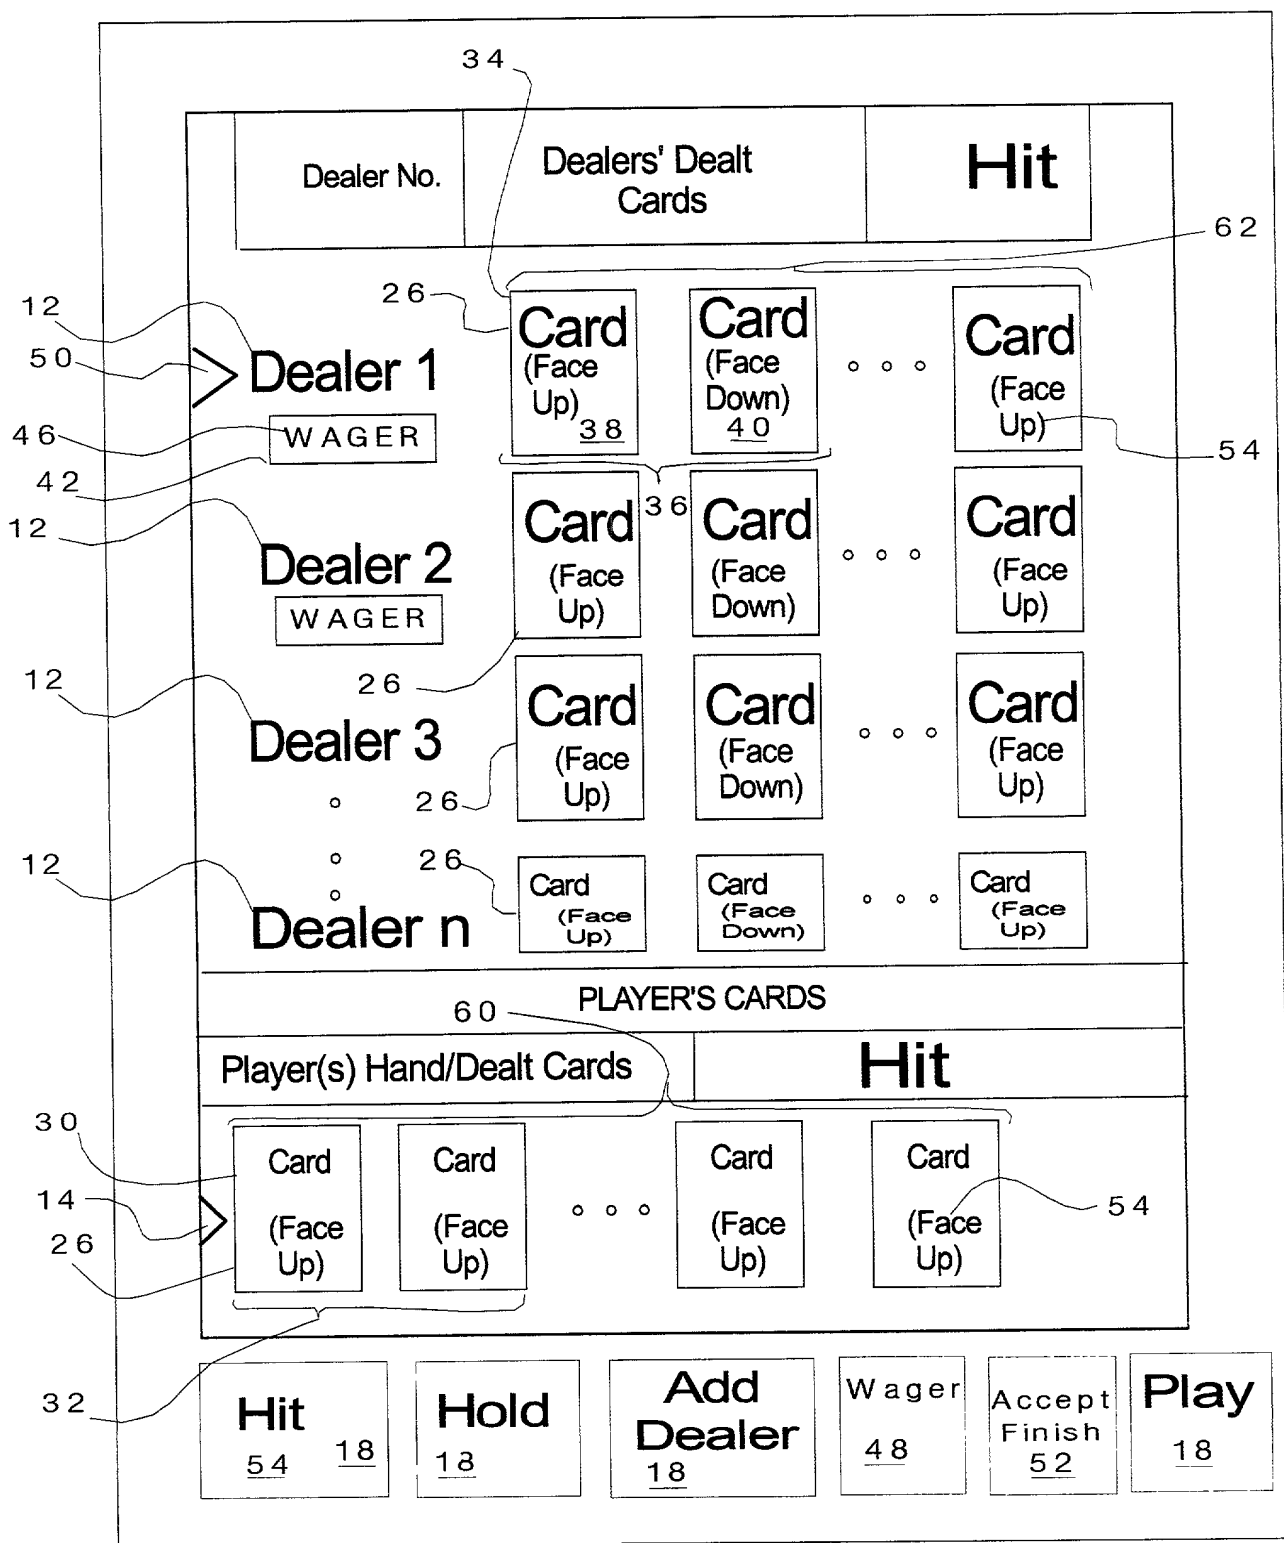 34
Dealer No.
Dealers' Dealt
Cards
Hit
62
12
50
46
42
Dealer 1
WAGER
26
Card
(Face
Up)
38
Card
(Face
Down)
40
Card
(Face
Up)
54
36
12
Dealer 2
WAGER
26
Card
(Face
Up)
Card
(Face
Down)
Card
(Face
Up)
12
Dealer 3
26
Card
(Face
Up)
Card
(Face
Down)
Card
(Face
Up)
12
Dealer n
26
Card
(Face
Up)
Card
(Face
Down)
Card
(Face
Up)
PLAYER'S CARDS
60
Player(s) Hand/Dealt Cards
Hit
30
14
26
Card
(Face
Up)
Card
(Face
Up)
Card
(Face
Up)
Card
(Face
Up)
54
32
Hit
54 18
Hold
18
Add
Dealer
18
Wager
48
Accept
Finish
52
Play
18